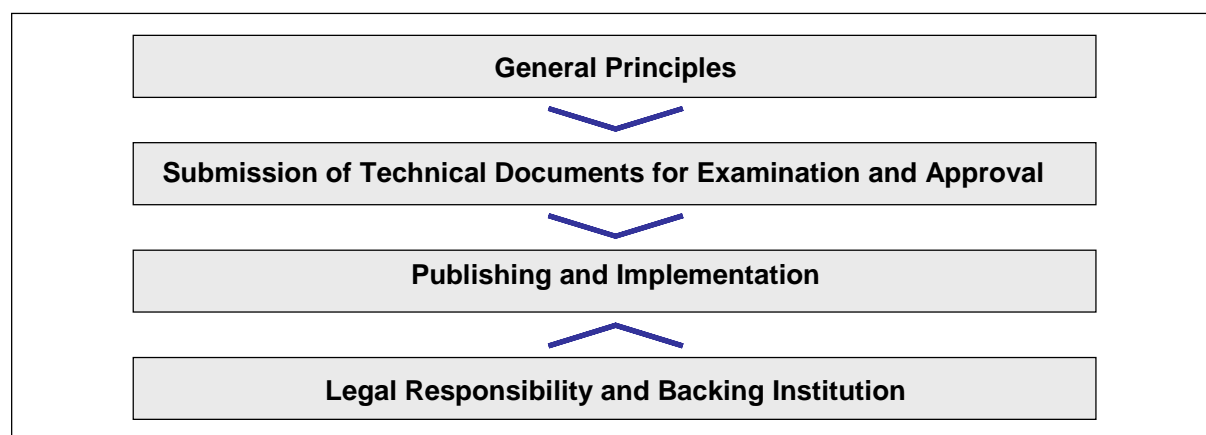 General Principles
Submission of Technical Documents for Examination and Approval
Publishing and Implementation
Legal Responsibility and Backing Institution